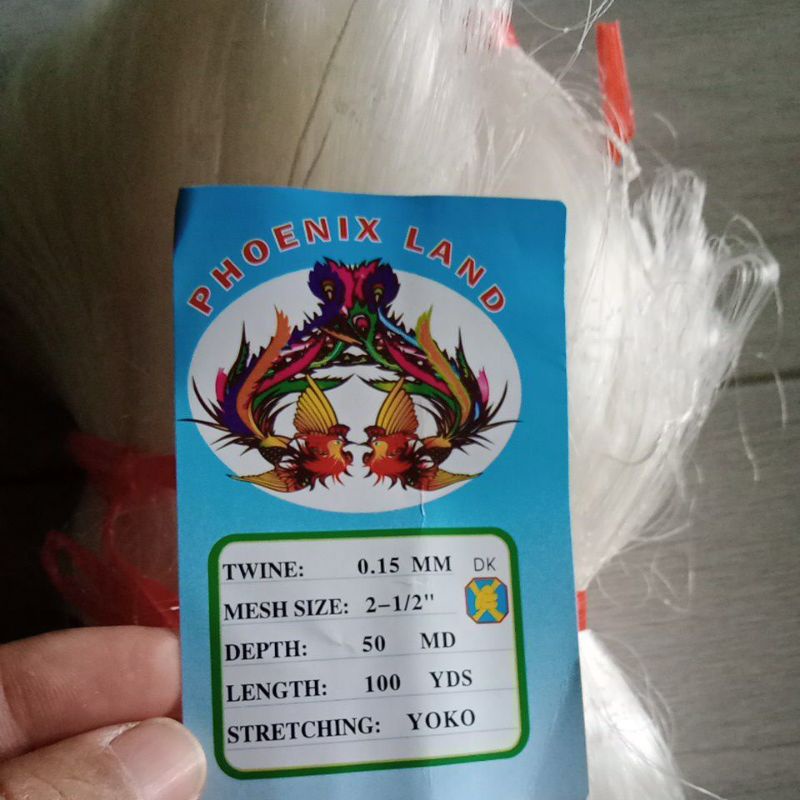 PHOENIX LAND
TWINE: 0.15 MM DK
MESH SIZE: 2-1/2"
DEPTH: 50 MD
LENGTH: 100 YDS
STRETCHING: YOKO